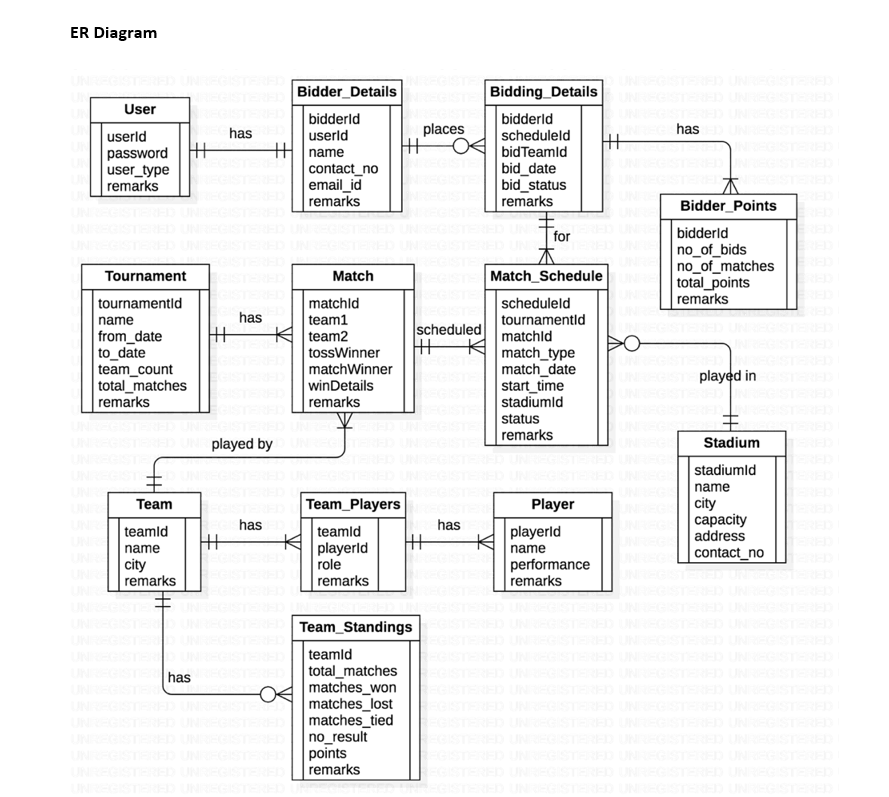 ER Diagram
User
userId
password
user_type
remarks
has
Bidder_Details
bidderId
userId
name
contact_no
email_id
remarks
places
Bidding_Details
bidderId
scheduleId
bidTeamId
bid_date
bid_status
remarks
has
Bidder_Points
bidderId
no_of_bids
no_of_matches
total_points
remarks
for
Tournament
tournamentId
name
from_date
to_date
team_count
total_matches
remarks
has
Match
matchId
team1
team2
tossWinner
matchWinner
winDetails
remarks
scheduled
Match_Schedule
scheduleId
tournamentId
matchId
match_type
match_date
start_time
stadiumId
status
remarks
played in
Stadium
stadiumId
name
city
capacity
address
contact_no
played by
Team
teamId
name
city
remarks
has
Team_Players
teamId
playerId
role
remarks
has
Player
playerId
name
performance
remarks
has
Team_Standings
teamId
total_matches
matches_won
matches_lost
matches_tied
no_result
points
remarks